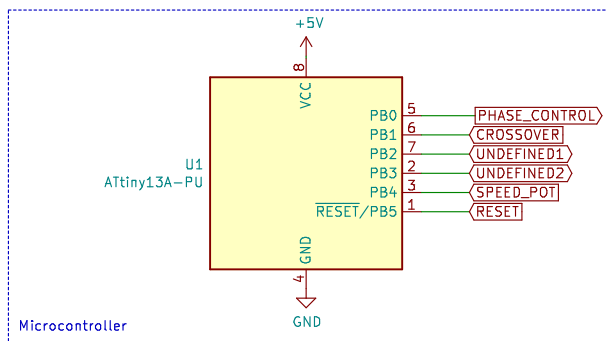 +5V
8
VCC
PB0 5 PHASE_CONTROL
PB1 6 CROSSOVER
PB2 7 UNDEFINED1
U1
PB3 2 UNDEFINED2
ATtiny13A-PU
PB4 3 SPEED_POT
RESET/PB5 1 RESET
GND
4
GND
Microcontroller